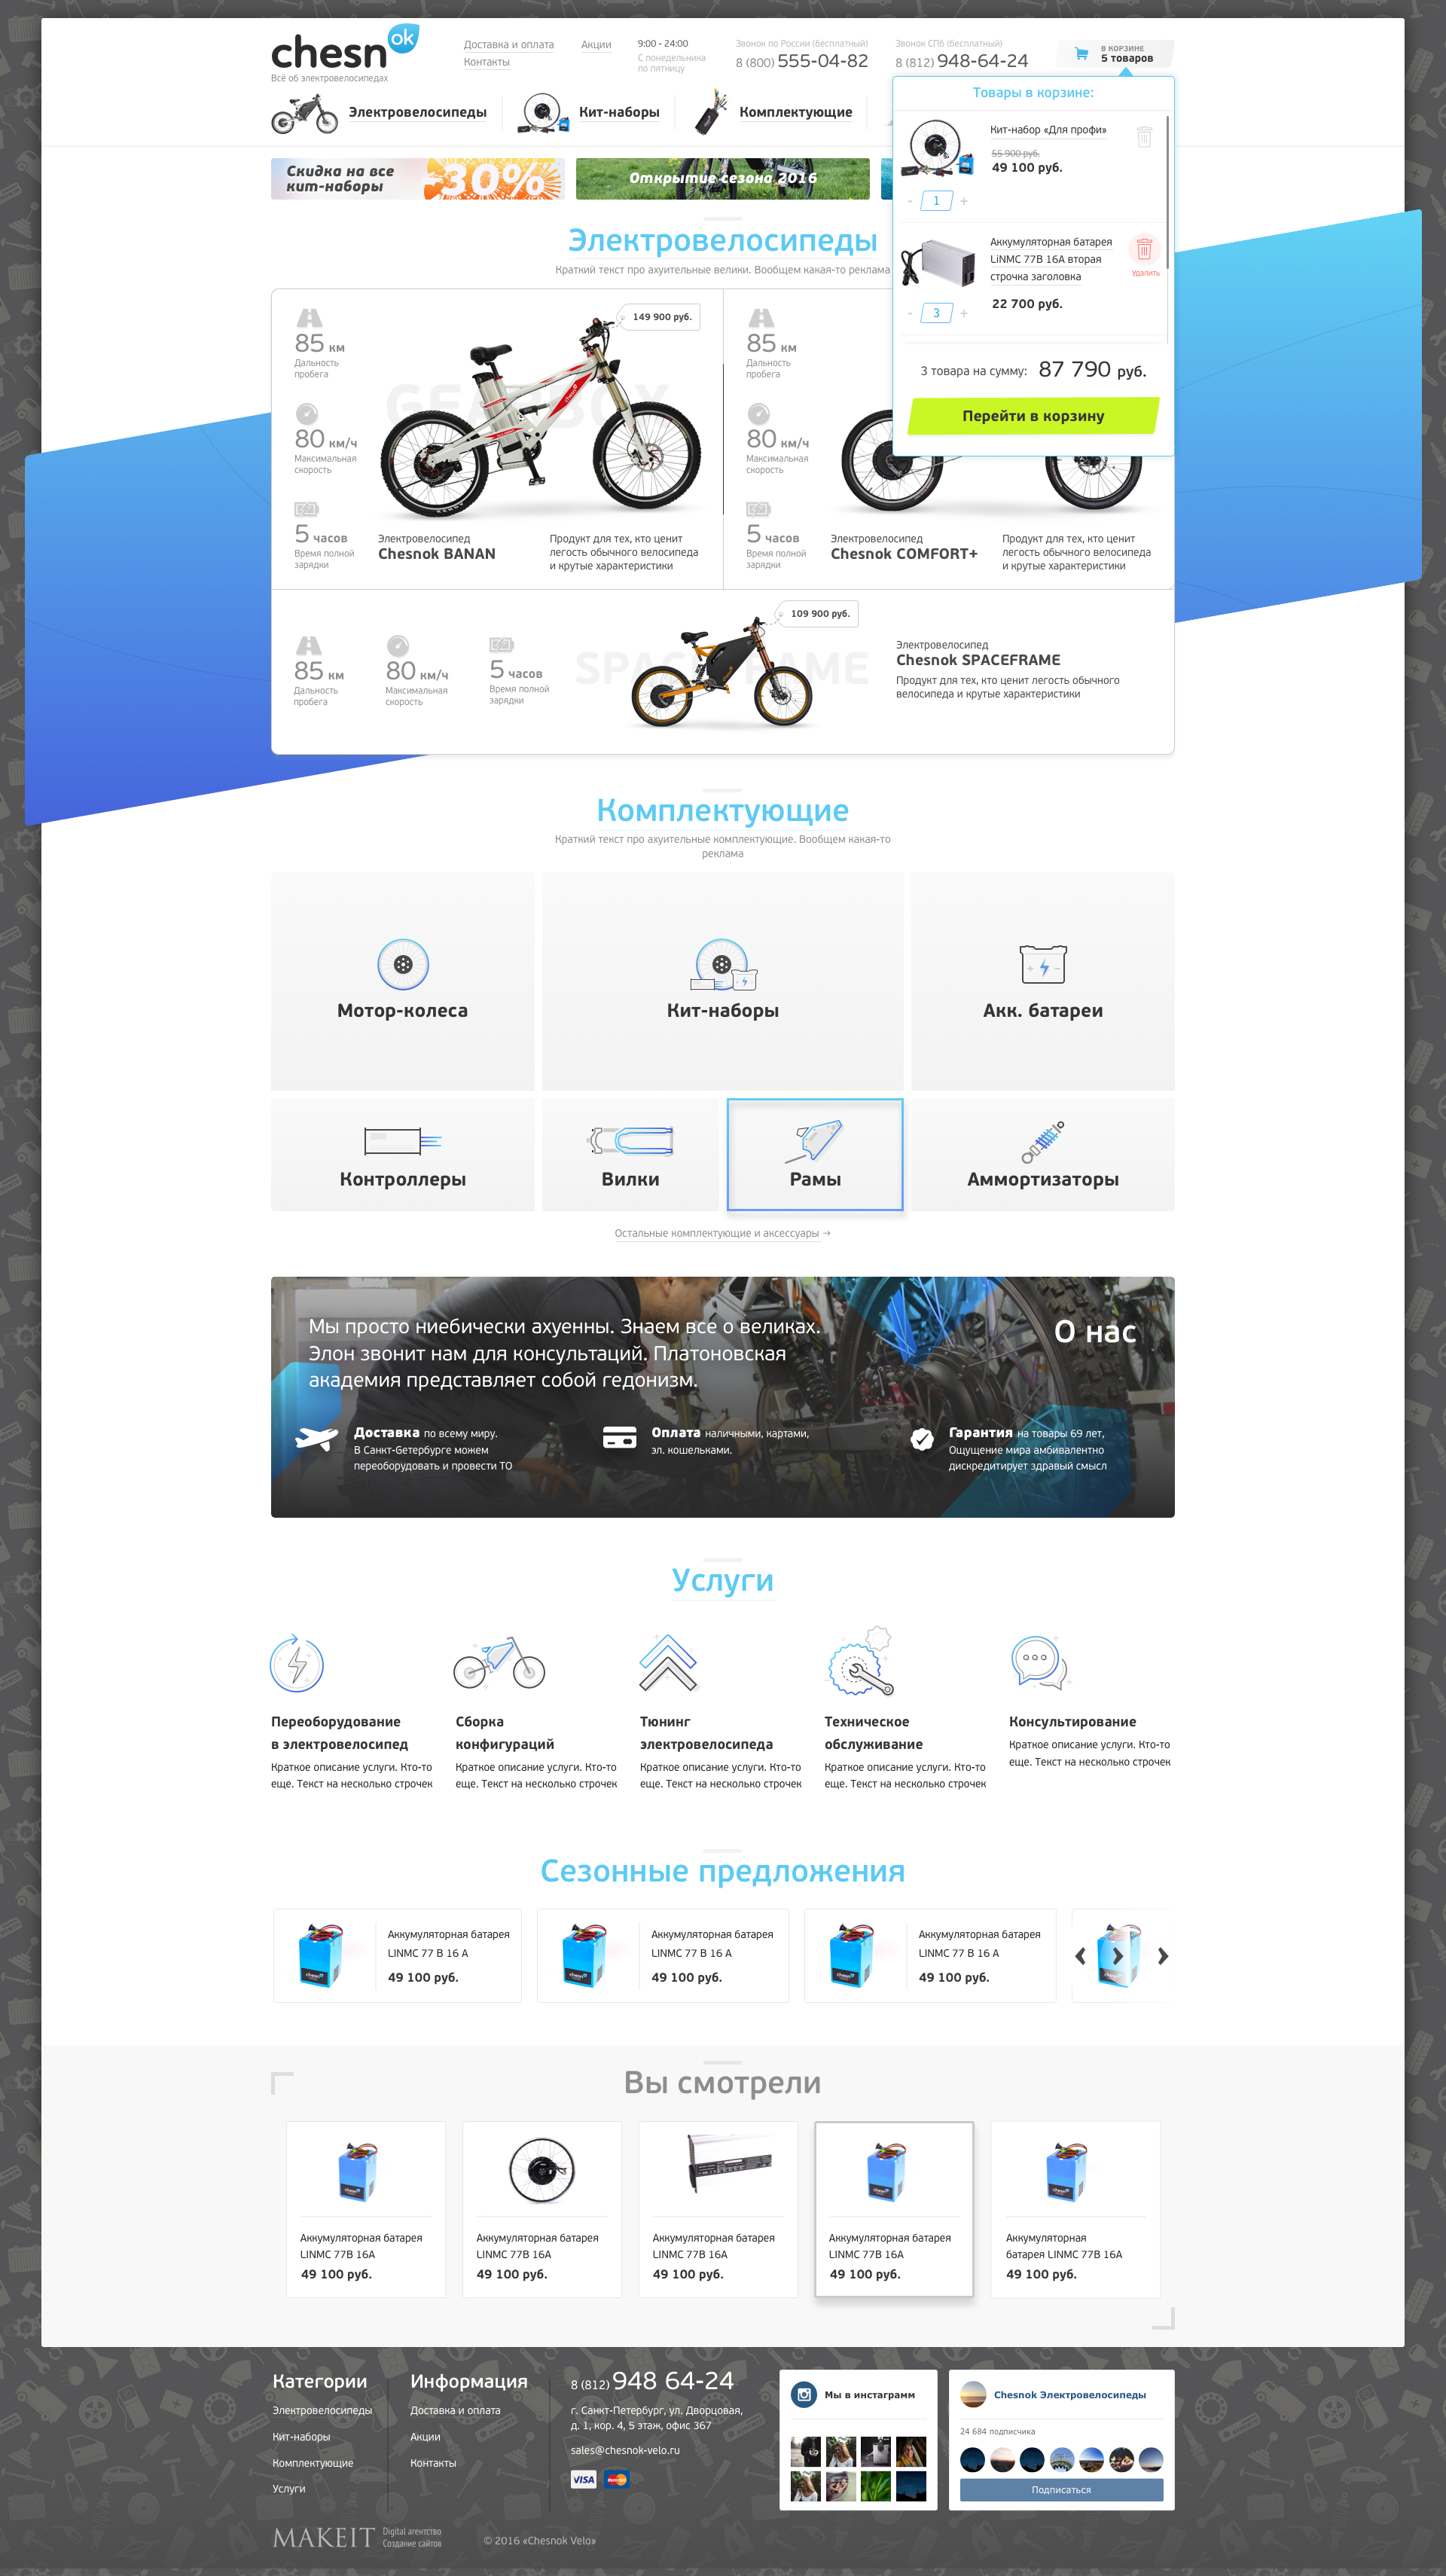 chesnok
Всё об электровелосипедах
Доставка и оплата
Контакты
Акции
9:00 - 24:00
С понедельника
по пятницу
Звонок по России (бесплатный)
8 (800) 555-04-82
Звонок СПб (бесплатный)
8 (812) 948-64-24
В КОРЗИНЕ
5 товаров
Электровелосипеды
Кит-наборы
Комплектующие
Товары в корзине:
Кит-набор «Для профи»
55 900 руб.
49 100 руб.
- 1 +
Аккумуляторная батарея
LiNMC 77В 16А вторая
строчка заголовка
Удалить
22 700 руб.
- 3 +
3 товара на сумму: 87 790 руб.
Перейти в корзину
Скидка на все
кит-наборы
-30%
Открытие сезона 2016
Электровелосипеды
Краткий текст про ахуительные велики. Вообщем какая-то реклама
85 км
Дальность
пробега
80 км/ч
Максимальная
скорость
5 часов
Время полной
зарядки
GEARBOX
149 900 руб.
Электровелосипед
Chesnok BANAN
Продукт для тех, кто ценит
легость обычного велосипеда
и крутые характеристики
85 км
Дальность
пробега
80 км/ч
Максимальная
скорость
5 часов
Время полной
зарядки
Электровелосипед
Chesnok COMFORT+
Продукт для тех, кто ценит
легость обычного велосипеда
и крутые характеристики
85 км
Дальность
пробега
80 км/ч
Максимальная
скорость
5 часов
Время полной
зарядки
SPACEFRAME
109 900 руб.
Электровелосипед
Chesnok SPACEFRAME
Продукт для тех, кто ценит легость обычного
велосипеда и крутые характеристики
Комплектующие
Краткий текст про ахуительные комплектующие. Вообщем какая-то
реклама
Мотор-колеса
Кит-наборы
Акк. батареи
Контроллеры
Вилки
Рамы
Аммортизаторы
Остальные комплектующие и аксессуары →
Мы просто ниебически ахуенны. Знаем все о великах.
Элон звонит нам для консультаций. Платоновская
академия представляет собой гедонизм.
О нас
Доставка по всему миру.
В Санкт-Gетербурге можем
переоборудовать и провести ТО
Оплата наличными, картами,
эл. кошельками.
Гарантия на товары 69 лет,
Ощущение мира амбивалентно
дискредитирует здравый смысл
Услуги
Переоборудование
в электровелосипед
Краткое описание услуги. Кто-то
еще. Текст на несколько строчек
Сборка
конфигураций
Краткое описание услуги. Кто-то
еще. Текст на несколько строчек
Тюнинг
электровелосипеда
Краткое описание услуги. Кто-то
еще. Текст на несколько строчек
Техническое
обслуживание
Краткое описание услуги. Кто-то
еще. Текст на несколько строчек
Консультирование
Краткое описание услуги. Кто-то
еще. Текст на несколько строчек
Сезонные предложения
Аккумуляторная батарея
LINMC 77 В 16 А
49 100 руб.
Аккумуляторная батарея
LINMC 77 В 16 А
49 100 руб.
Аккумуляторная батарея
LINMC 77 В 16 А
49 100 руб.
Вы смотрели
Аккумуляторная батарея
LINMC 77В 16А
49 100 руб.
Аккумуляторная батарея
LINMC 77В 16А
49 100 руб.
Аккумуляторная батарея
LINMC 77В 16А
49 100 руб.
Аккумуляторная батарея
LINMC 77В 16А
49 100 руб.
Аккумуляторная
батарея LINMC 77В 16А
49 100 руб.
Категории
Электровелосипеды
Кит-наборы
Комплектующие
Услуги
Информация
Доставка и оплата
Акции
Контакты
8 (812) 948 64-24
г. Санкт-Петербург, ул. Дворцовая,
д. 1, кор. 4, 5 этаж, офис 367
sales@chesnok-velo.ru
VISA
MasterCard
Мы в инстаграмм
Chesnok Электровелосипеды
24 684 подписчика
Подписаться
MAKEIT
Digital агентство
Создание сайтов
© 2016 «Chesnok Velo»